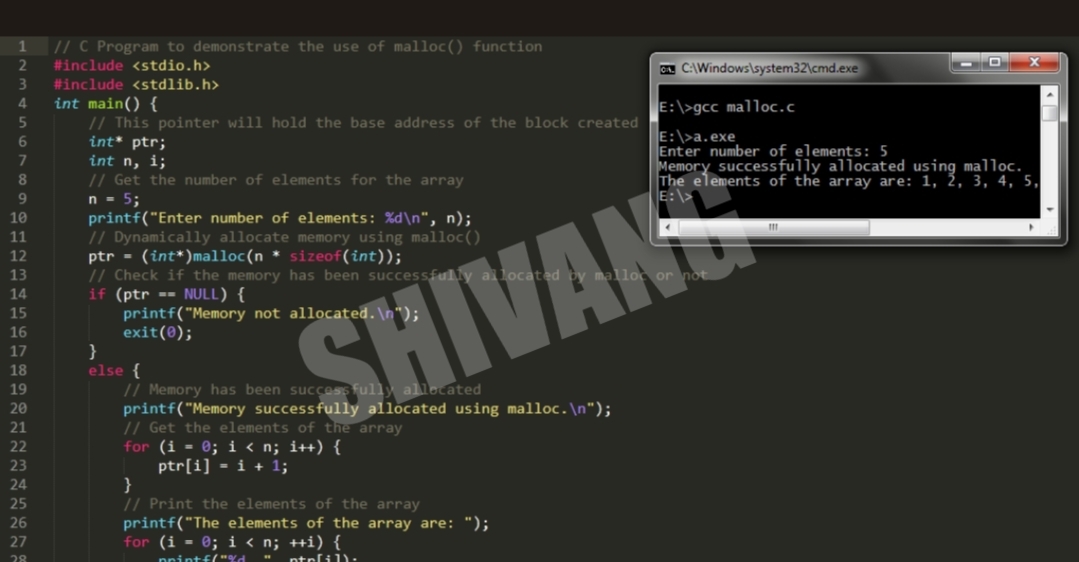 1 // C Program to demonstrate the use of malloc() function
2 #include <stdio.h>
3 #include <stdlib.h>
4 int main() {
5 // This pointer will hold the base address of the block created
6 int* ptr;
7 int n, i;
8 // Get the number of elements for the array
9 n = 5;
10 printf("Enter number of elements: %d\n", n);
11 // Dynamically allocate memory using malloc()
12 ptr = (int*)malloc(n * sizeof(int));
13 // Check if the memory has been successfully allocated by malloc or not
14 if (ptr == NULL) {
15 printf("Memory not allocated.\n");
16 exit(0);
17 }
18 else {
19 // Memory has been successfully allocated
20 printf("Memory successfully allocated using malloc.\n");
21 // Get the elements of the array
22 for (i = 0; i < n; i++) {
23 ptr[i] = i + 1;
24 }
25 // Print the elements of the array
26 printf("The elements of the array are: ");
27 for (i = 0; i < n; ++i) {
28 printf("%d, ", ptr[i]);
C:\Windows\system32\cmd.exe
E:\>gcc malloc.c
E:\>a.exe
Enter number of elements: 5
Memory successfully allocated using malloc.
The elements of the array are: 1, 2, 3, 4, 5,
E:\>
SHIVANG